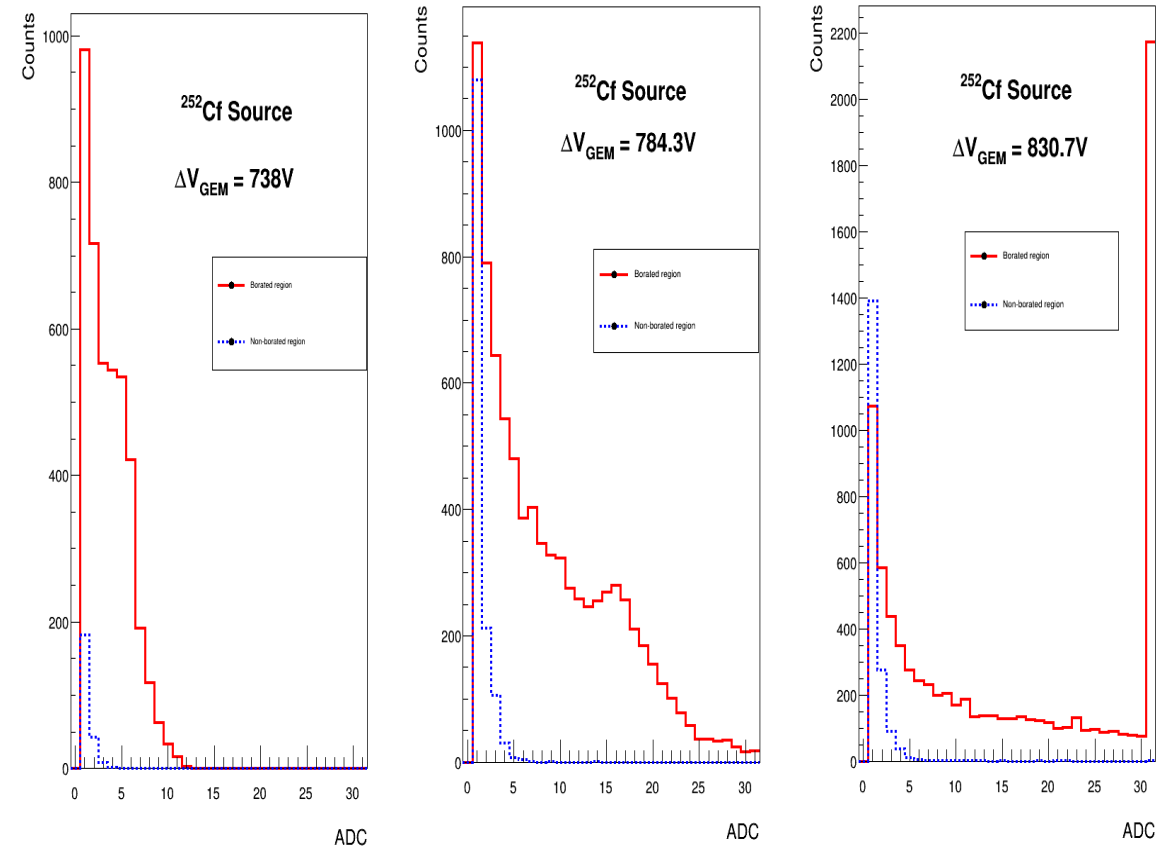 Counts
1000
800
600
400
200
0
²⁵²Cf Source
ΔV_GEM = 738V
Borated region
Non-borated region
0 5 10 15 20 25 30
ADC
Counts
1000
800
600
400
200
0
²⁵²Cf Source
ΔV_GEM = 784.3V
Borated region
Non-borated region
0 5 10 15 20 25 30
ADC
Counts
2200
2000
1800
1600
1400
1200
1000
800
600
400
200
0
²⁵²Cf Source
ΔV_GEM = 830.7V
Borated region
Non-borated region
0 5 10 15 20 25 30
ADC